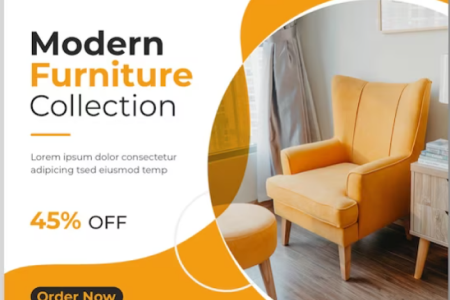 Modern
Furniture
Collection
Lorem ipsum dolor consectetur
adipicing tsed eiusmod temp
45% OFF
Order Now